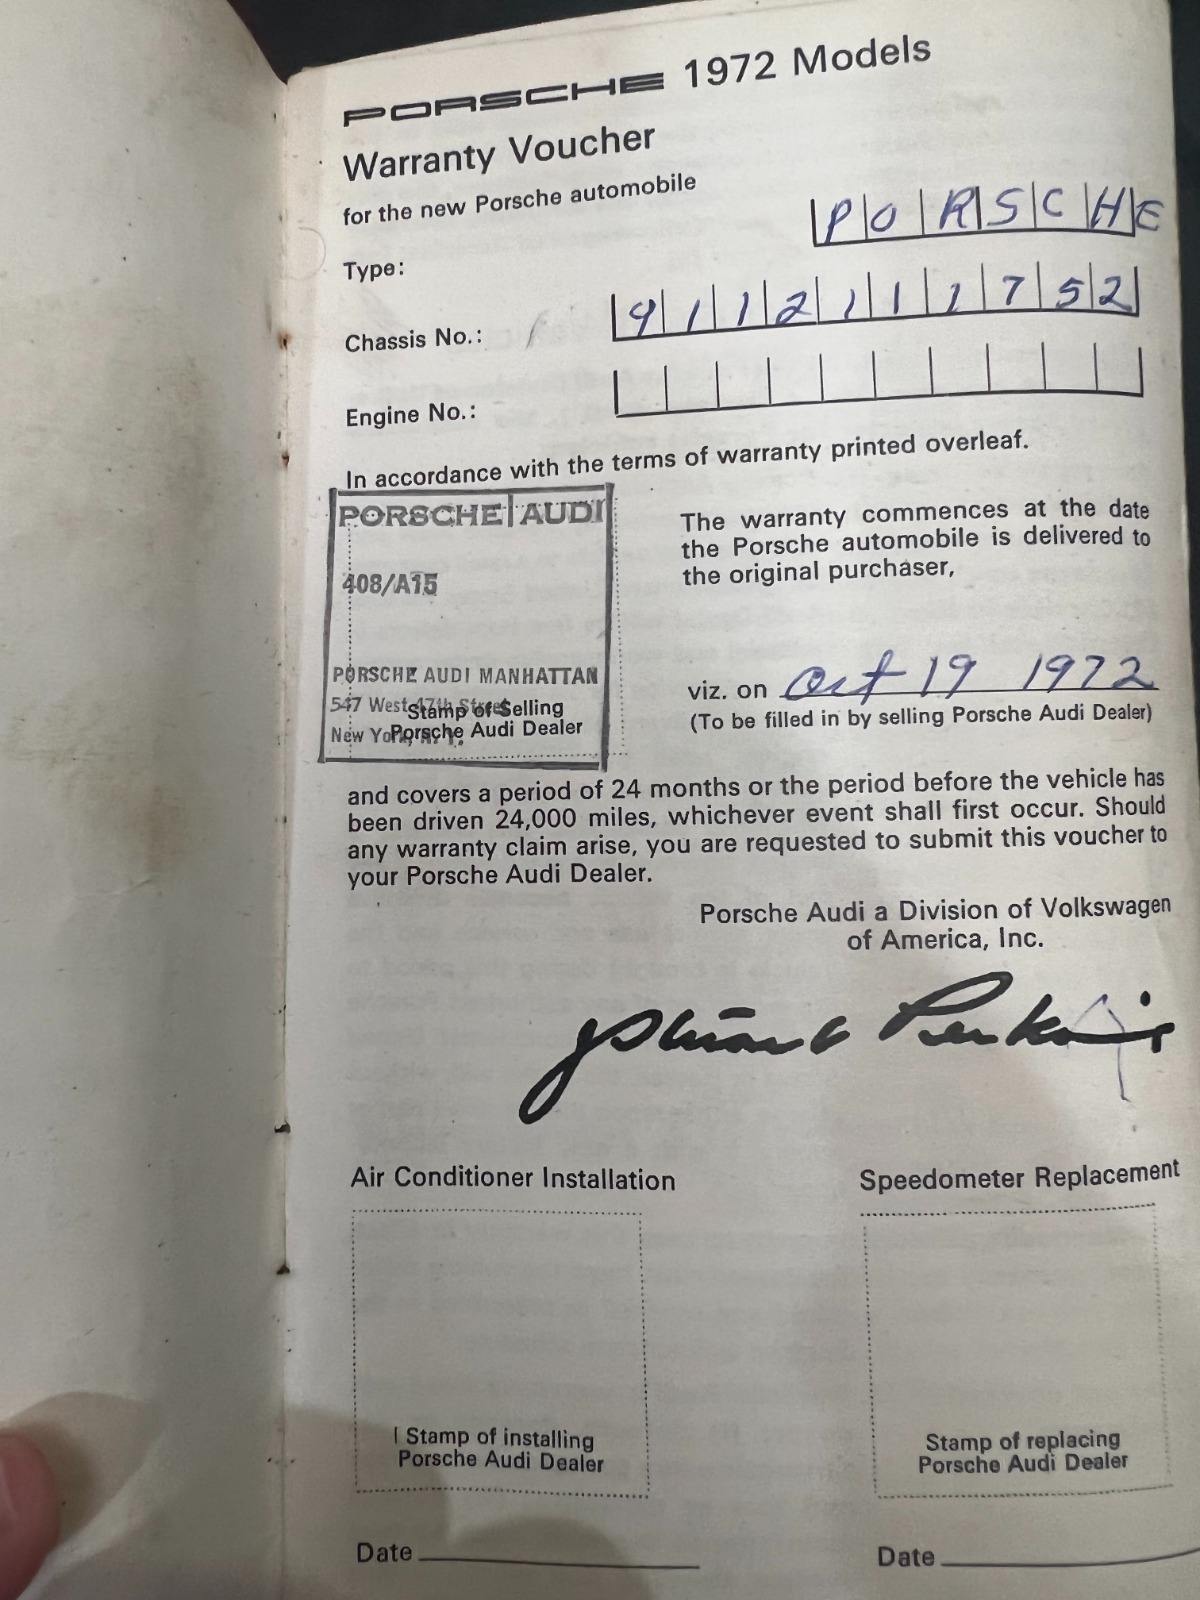 PORSCHE 1972 Models
Warranty Voucher
for the new Porsche automobile
PORSCHE
Type:
Chassis No.: 9112111752
Engine No.:
In accordance with the terms of warranty printed overleaf.
PORSCHE AUDI
408/A15
PORSCHE AUDI MANHATTAN
547 West 47th Street
New York, N.Y.
Stamp of Selling
Porsche Audi Dealer
The warranty commences at the date
the Porsche automobile is delivered to
the original purchaser,
viz. on Oct 19 1972
(To be filled in by selling Porsche Audi Dealer)
and covers a period of 24 months or the period before the vehicle has
been driven 24,000 miles, whichever event shall first occur. Should
any warranty claim arise, you are requested to submit this voucher to
your Porsche Audi Dealer.
Porsche Audi a Division of Volkswagen
of America, Inc.
Air Conditioner Installation
Stamp of installing
Porsche Audi Dealer
Date
Speedometer Replacement
Stamp of replacing
Porsche Audi Dealer
Date